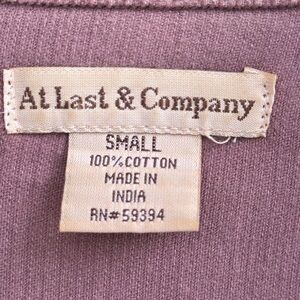 At Last & Company
SMALL
100% COTTON
MADE IN
INDIA
RN# 59394